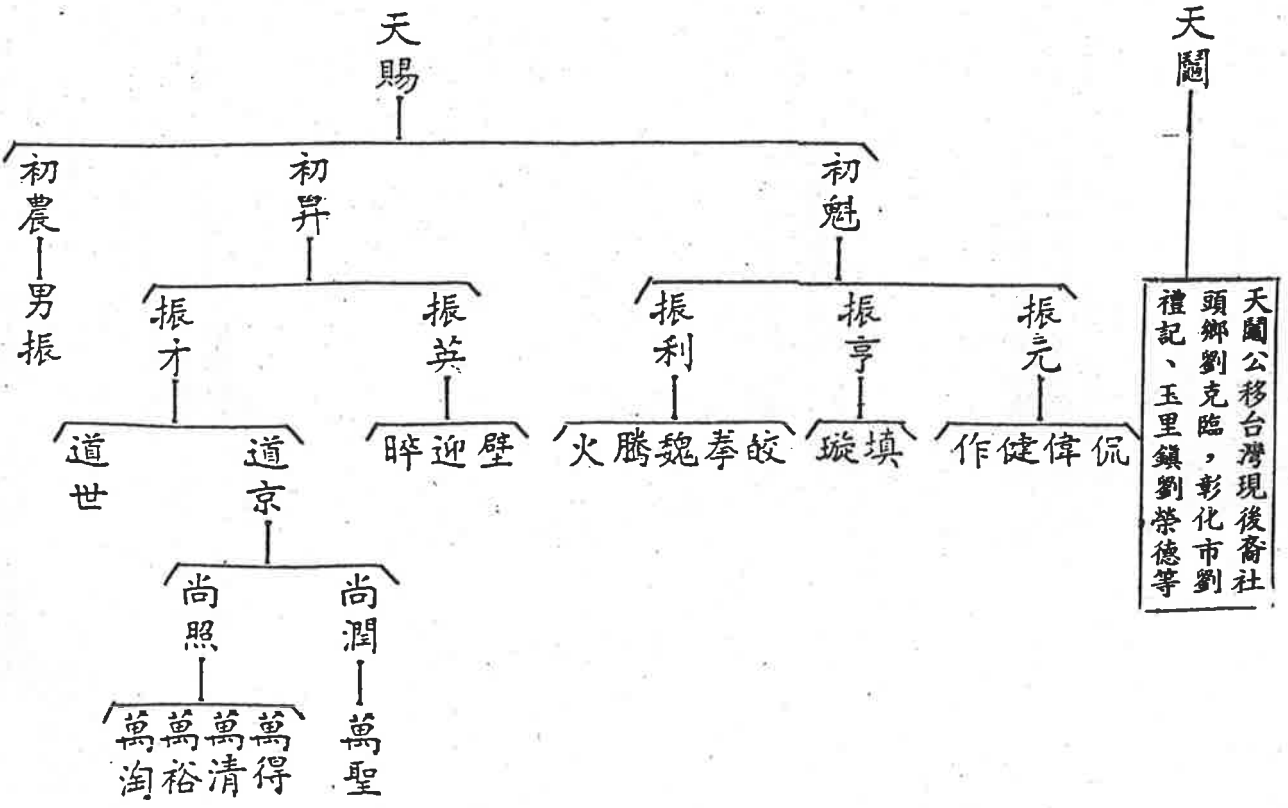 天鬮
天闔公移台灣現後裔社
頭鄉劉克臨，彰化市劉
禮記、玉里鎮劉榮德等
天賜
初魁
初昇
初農
男振
振元
振亨
振利
振英
振才
侃
偉
健
作
填
璇
皎
奉
魏
騰
火
壁
迎
晬
道京
道世
尚潤
尚照
萬聖
萬得
萬清
萬裕
萬淘